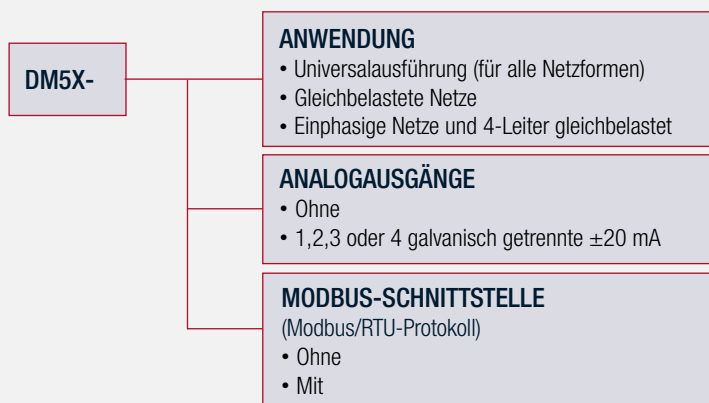 DM5X-
ANWENDUNG
• Universalausführung (für alle Netzformen)
• Gleichbelastete Netze
• Einphasige Netze und 4-Leiter gleichbelastet
ANALOGAUSGÄNGE
• Ohne
• 1,2,3 oder 4 galvanisch getrennte ±20 mA
MODBUS-SCHNITTSTELLE
(Modbus/RTU-Protokoll)
• Ohne
• Mit